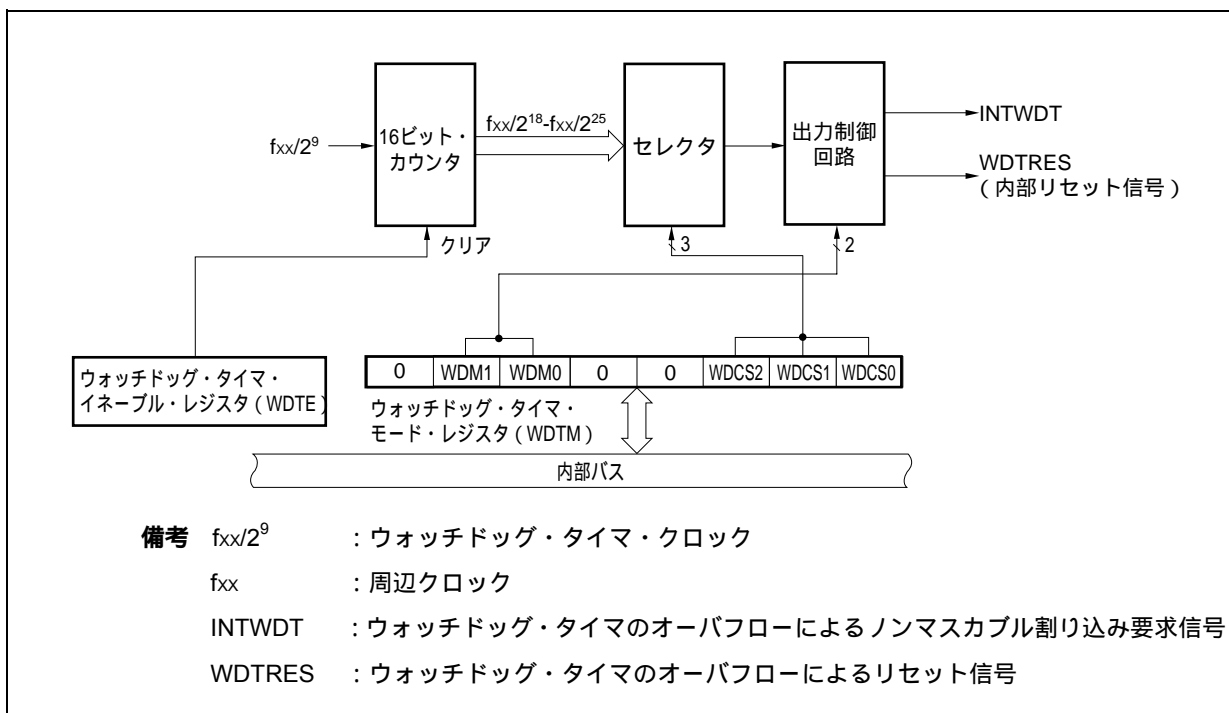 fxx/2⁹
16ビット・
カウンタ
fxx/2¹⁸-fxx/2²⁵
セレクタ
出力制御
回路
INTWDT
WDTRES
(内部リセット信号)
クリア
3
2
ウォッチドッグ・タイマ・
イネーブル・レジスタ(WDTE)
0 WDM1 WDM0 0 0 WDCS2 WDCS1 WDCS0
ウォッチドッグ・タイマ・
モード・レジスタ(WDTM)
内部バス
備考 fxx/2⁹ :ウォッチドッグ・タイマ・クロック
fxx :周辺クロック
INTWDT :ウォッチドッグ・タイマのオーバフローによるノンマスカブル割り込み要求信号
WDTRES :ウォッチドッグ・タイマのオーバフローによるリセット信号